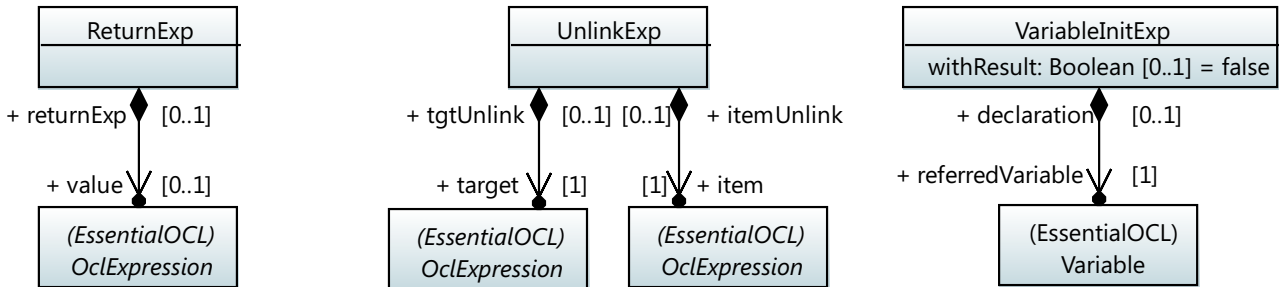 ReturnExp
+ returnExp [0..1]
+ value [0..1]
(EssentialOCL)
OclExpression
UnlinkExp
+ tgtUnlink [0..1] [0..1] + itemUnlink
+ target [1] [1] + item
(EssentialOCL)
OclExpression
(EssentialOCL)
OclExpression
VariableInitExp
withResult: Boolean [0..1] = false
+ declaration [0..1]
+ referredVariable [1]
(EssentialOCL)
Variable